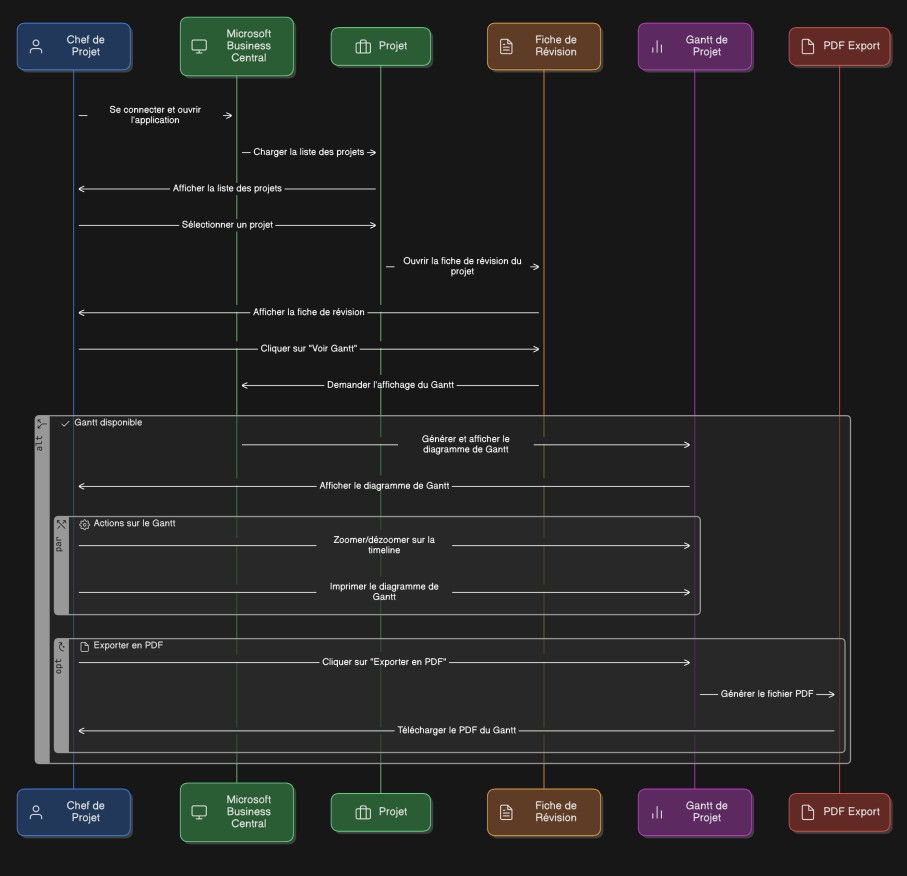 Chef de
Projet
Microsoft
Business
Central
Projet
Fiche de
Révision
Gantt de
Projet
PDF Export
Se connecter et ouvrir
l'application
Charger la liste des projets
Afficher la liste des projets
Sélectionner un projet
Ouvrir la fiche de révision du
projet
Afficher la fiche de révision
Cliquer sur "Voir Gantt"
Demander l'affichage du Gantt
alt
Gantt disponible
Générer et afficher le
diagramme de Gantt
Afficher le diagramme de Gantt
par
Actions sur le Gantt
Zoomer/dézoomer sur la
timeline
Imprimer le diagramme de
Gantt
opt
Exporter en PDF
Cliquer sur "Exporter en PDF"
Générer le fichier PDF
Télécharger le PDF du Gantt
Chef de
Projet
Microsoft
Business
Central
Projet
Fiche de
Révision
Gantt de
Projet
PDF Export